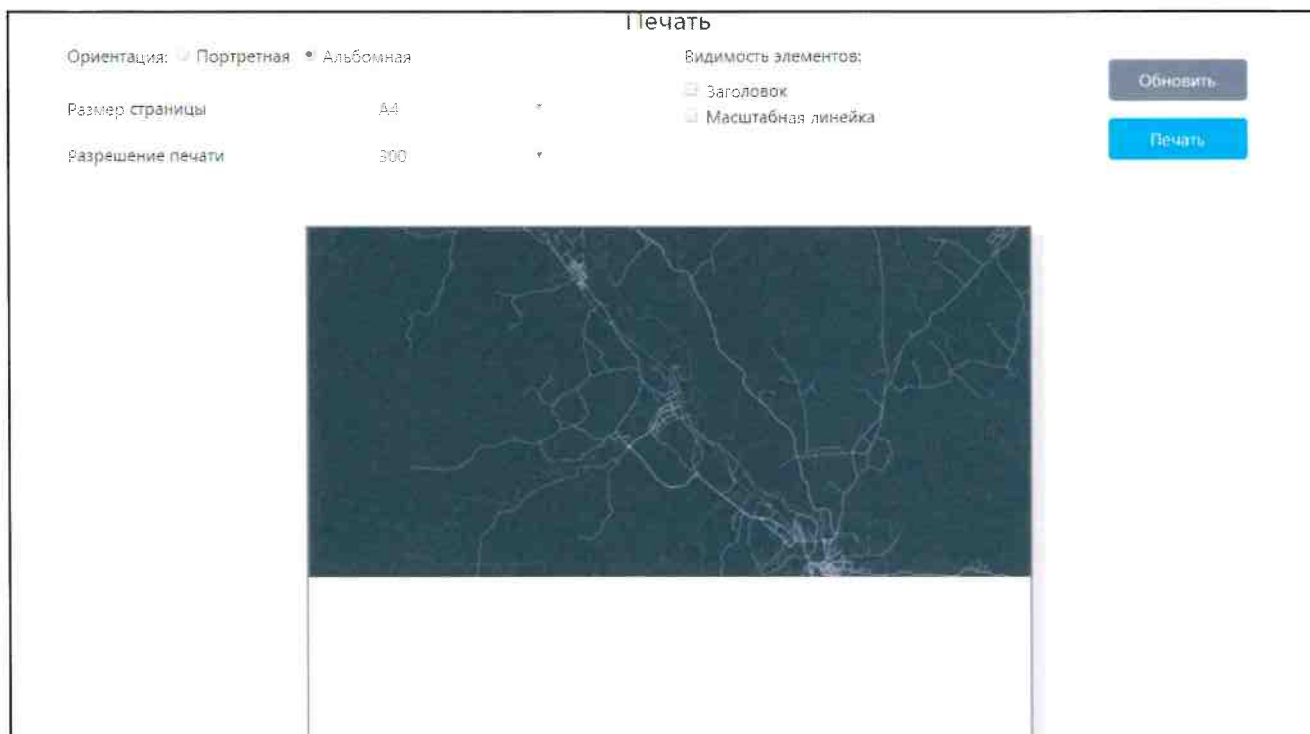 Печать
Ориентация: Портретная Альбомная
Размер страницы A4
Разрешение печати 300
Видимость элементов:
Заголовок
Масштабная линейка
Обновить
Печать